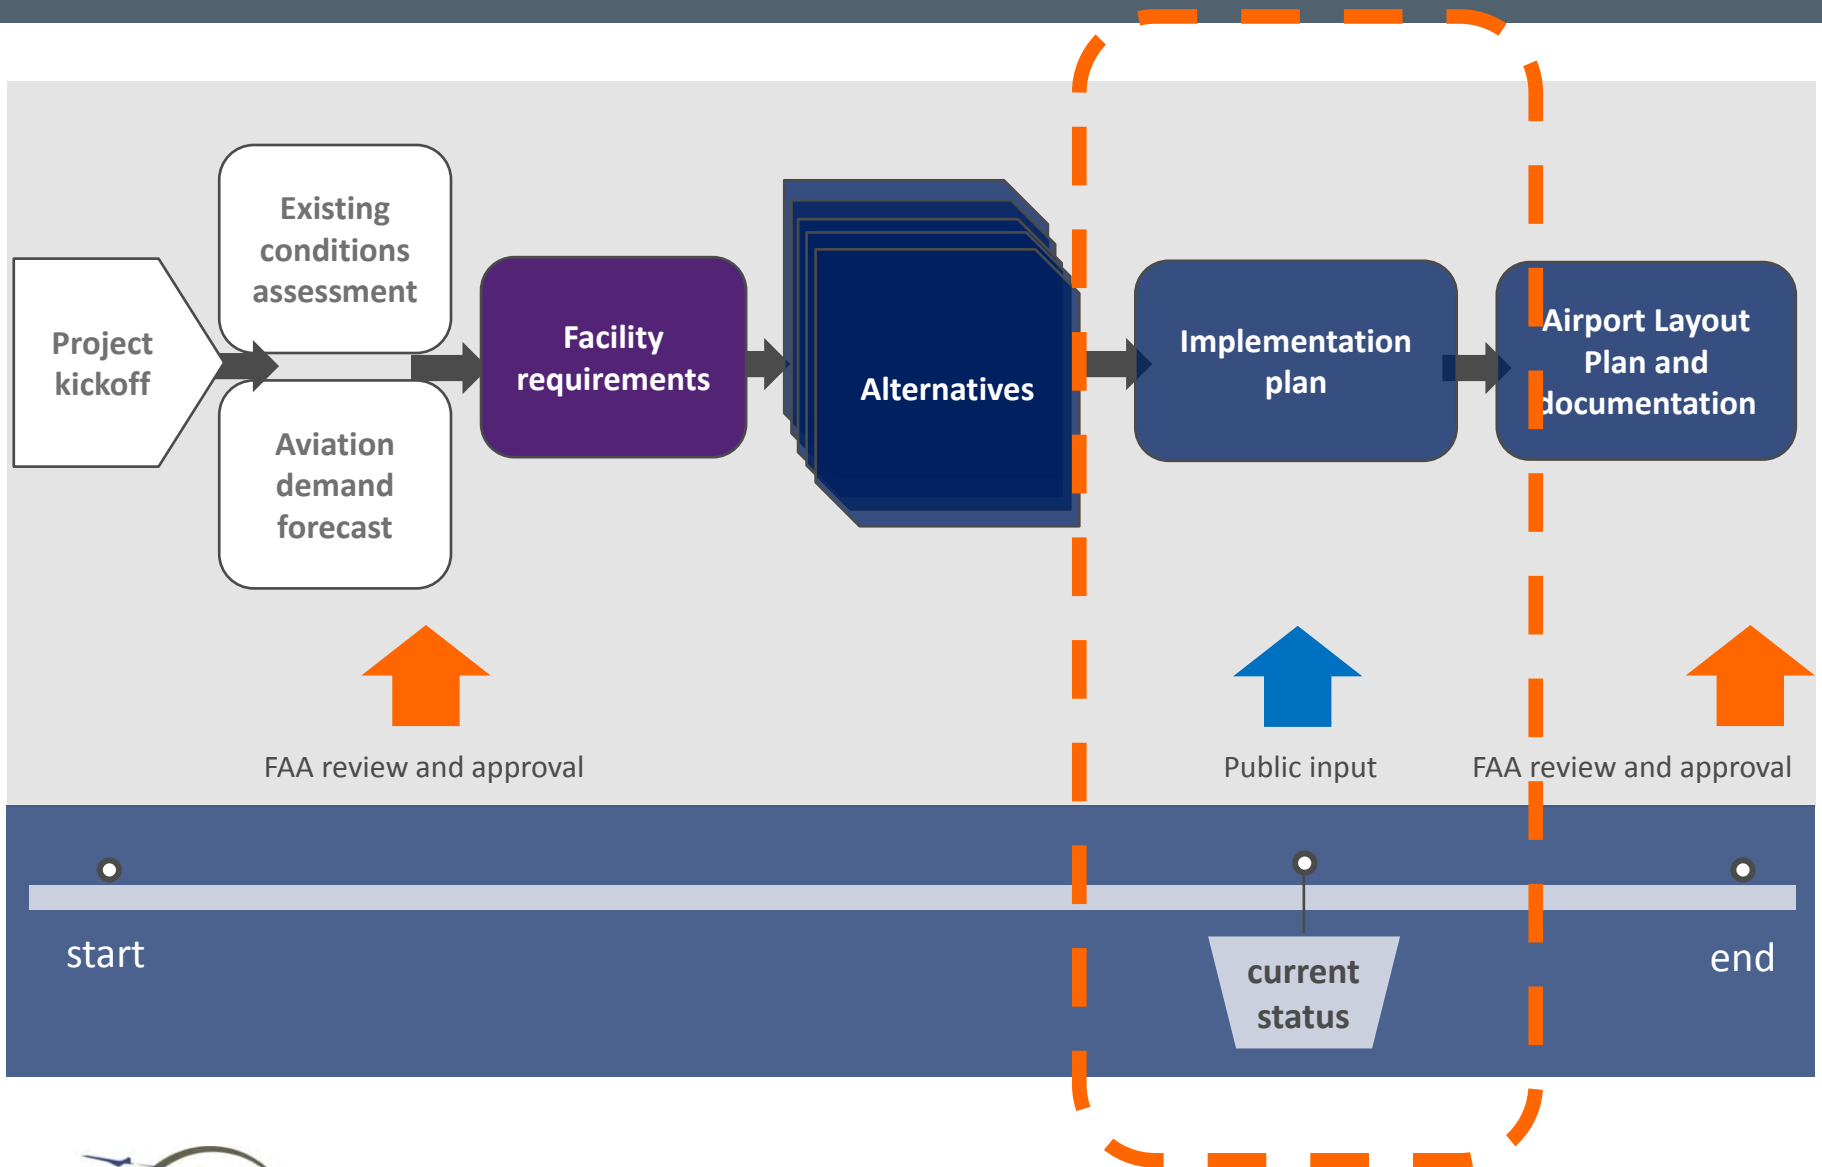 Project
kickoff
Existing
conditions
assessment
Aviation
demand
forecast
Facility
requirements
Alternatives
Implementation
plan
Airport Layout
Plan and
documentation
FAA review and approval
Public input
FAA review and approval
start
current
status
end